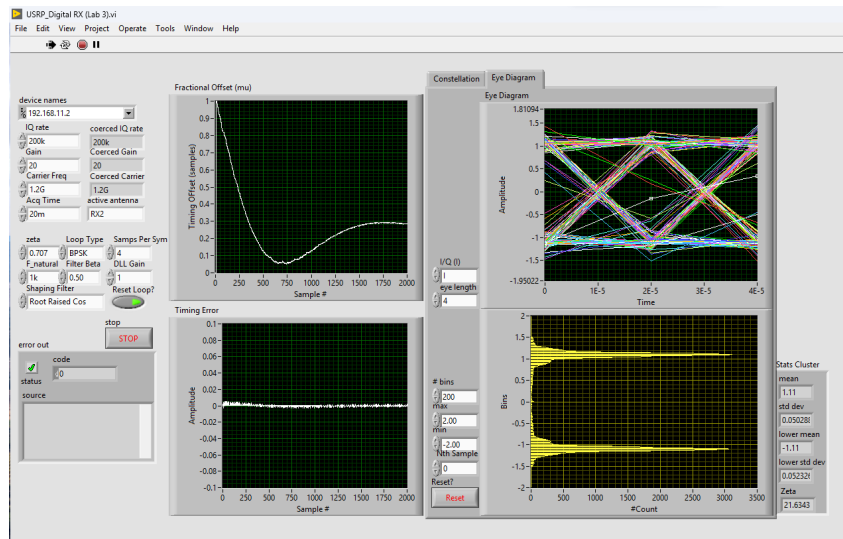 USRP_Digital RX (Lab 3).vi
File Edit View Project Operate Tools Window Help
device names
192.168.11.2
IQ rate coerced IQ rate
200k 200k
Gain Coerced Gain
20 20
Carrier Freq Coerced Carrier
1.2G 1.2G
Acq Time active antenna
20m RX2
zeta Loop Type Samps Per Sym
0.707 BPSK 4
F_natural Filter Beta DLL Gain
1k 0.50 1
Shaping Filter Reset Loop?
Root Raised Cos
stop
STOP
error out
status code
0
source
Fractional Offset (mu)
Timing Offset (samples)
1
0.9
0.8
0.7
0.6
0.5
0.4
0.3
0.2
0.1
0
0 250 500 750 1000 1250 1500 1750 2000
Sample #
Timing Error
Amplitude
0.1
0.08
0.06
0.04
0.02
0
-0.02
-0.04
-0.06
-0.08
-0.1
0 250 500 750 1000 1250 1500 1750 2000
Sample #
Constellation Eye Diagram
Eye Diagram
Amplitude
1.81094
1.5
1
0.5
0
-0.5
-1
-1.5
-1.95022
0 1E-5 2E-5 3E-5 4E-5
Time
I/Q (I)
I
eye length
4
# bins
200
max
2.00
min
-2.00
Nth Sample
0
Reset?
Reset
Bins
2
1.5
1
0.5
0
-0.5
-1
-1.5
-2
0 500 1000 1500 2000 2500 3000 3500
#Count
Stats Cluster
mean
1.11
std dev
0.05028
lower mean
-1.11
lower std dev
0.05232
Zeta
21.6343